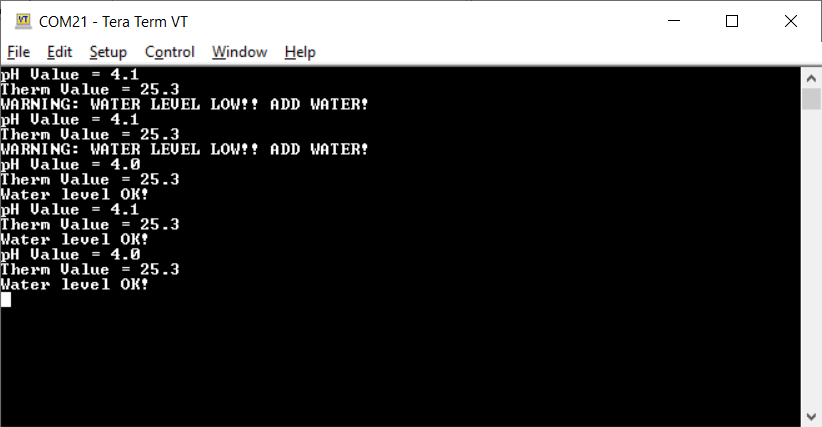 VT
COM21 - Tera Term VT
File Edit Setup Control Window Help
pH Value = 4.1
Therm Value = 25.3
WARNING: WATER LEVEL LOW!! ADD WATER!
pH Value = 4.1
Therm Value = 25.3
WARNING: WATER LEVEL LOW!! ADD WATER!
pH Value = 4.0
Therm Value = 25.3
Water level OK!
pH Value = 4.1
Therm Value = 25.3
Water level OK!
pH Value = 4.0
Therm Value = 25.3
Water level OK!